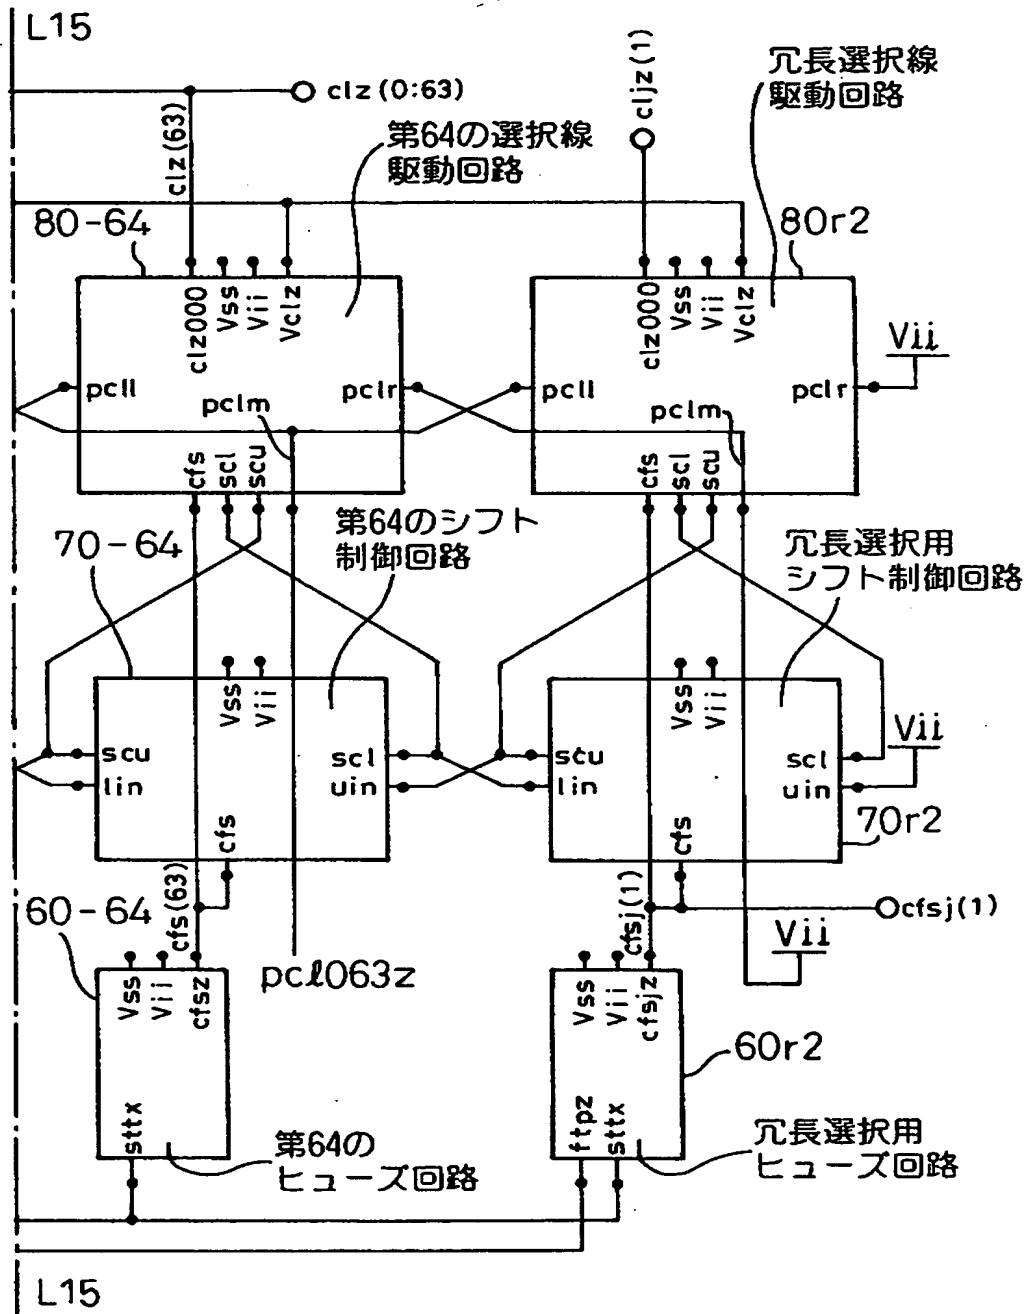 L15
clz(0:63)
cljz(1)
冗長選択線
駆動回路
clz(63)
第64の選択線
駆動回路
80-64
80r2
clz000
Vss
Vii
Vclz
clz000
Vss
Vii
Vclz
Vii
pcll
pclr
pcll
pclr
pclm
pclm
cfs
scl
scu
cfs
scl
scu
70-64
第64のシフト
制御回路
冗長選択用
シフト制御回路
Vss
Vii
Vss
Vii
Vii
scu
scl
scu
scl
lin
uin
lin
uin
cfs
cfs
70r2
60-64
cfs(63)
cfsj(1)
cfsj(1)
Vii
pcl063z
Vss
Vii
cfsz
Vss
Vii
cfsjz
60r2
sttx
ftpz
sttx
第64の
ヒューズ回路
冗長選択用
ヒューズ回路
L15